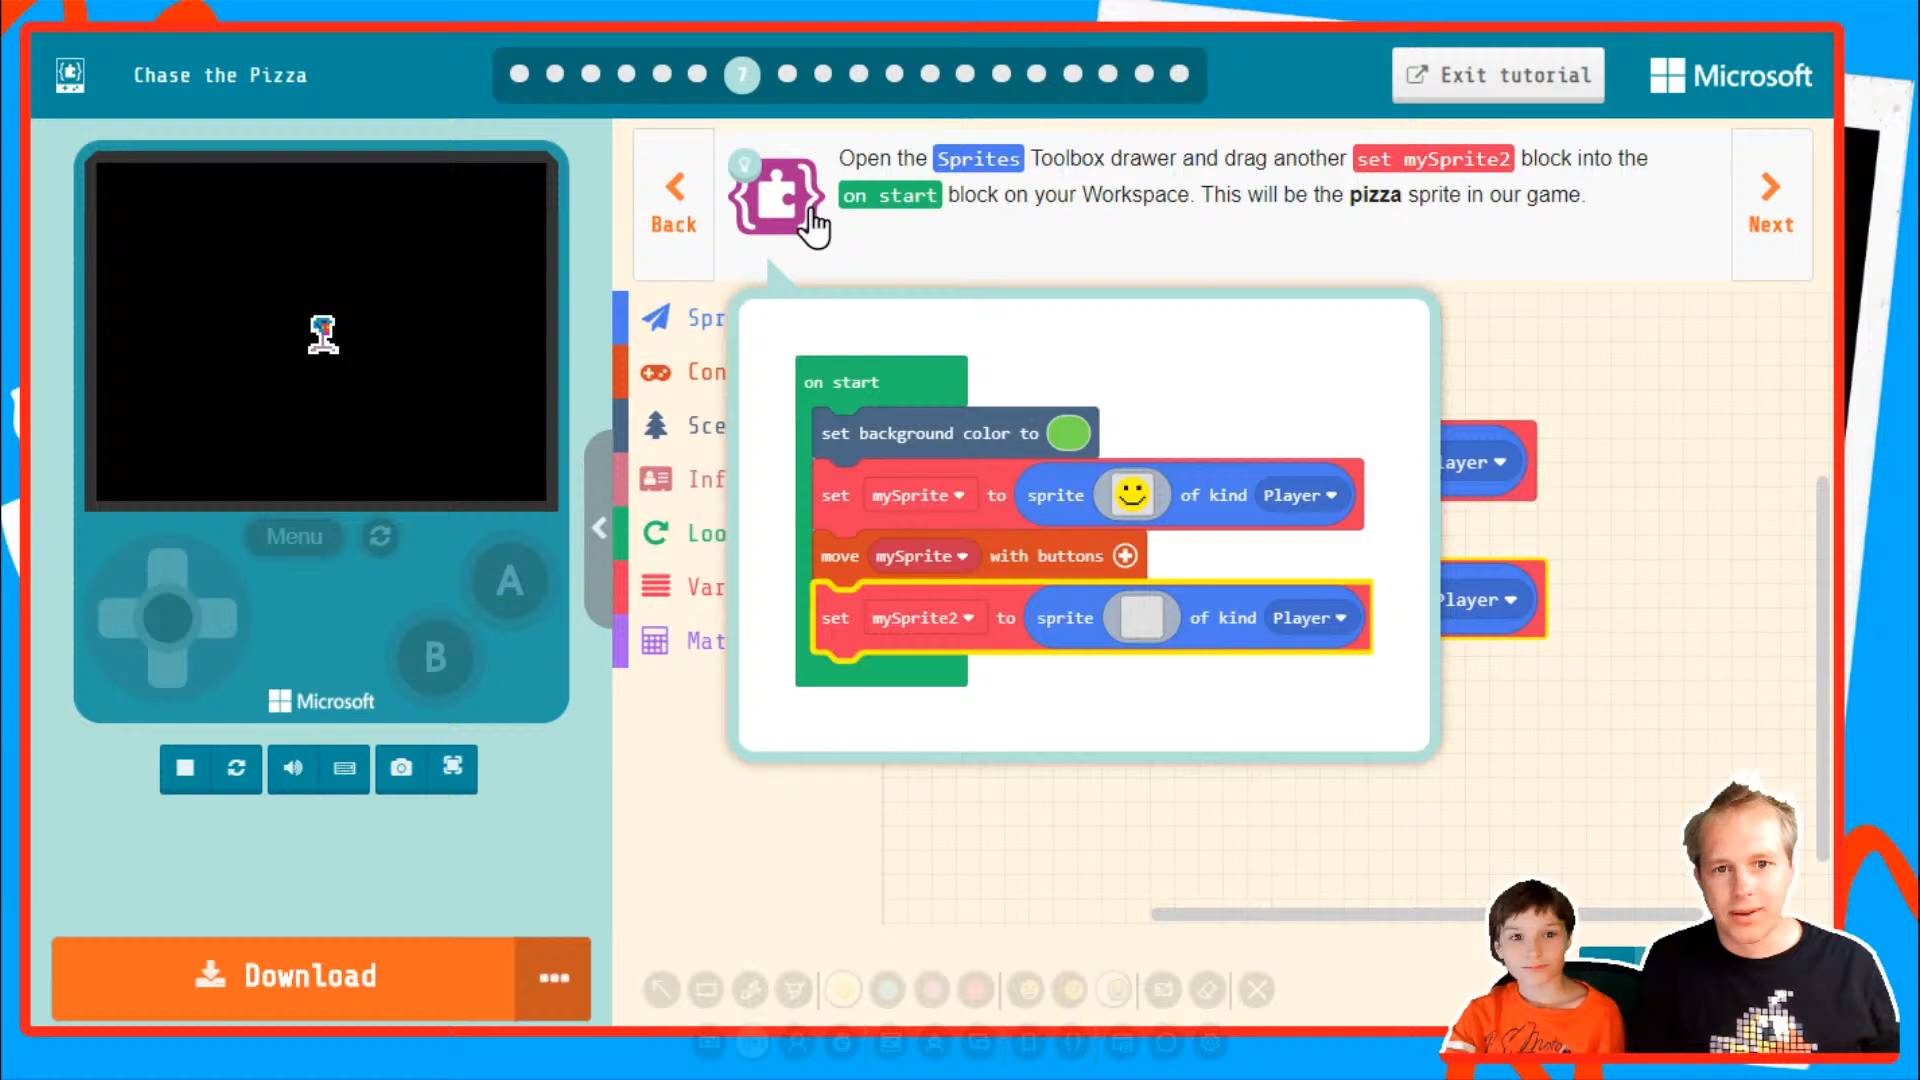 Chase the Pizza
7
Exit tutorial
Microsoft
Back
Open the Sprites Toolbox drawer and drag another set mySprite2 block into the
on start block on your Workspace. This will be the pizza sprite in our game.
Next
Spr
Con
Sce
Inf
Loo
Var
Mat
on start
set background color to
set mySprite to sprite of kind Player
move mySprite with buttons
set mySprite2 to sprite of kind Player
layer
Player
Menu
A
B
Microsoft
Download